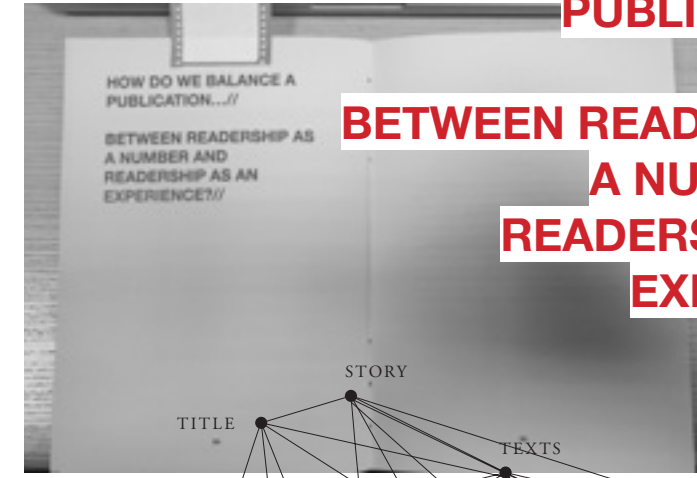 HOW DO WE BALANCE A
PUBLICATION...//
BETWEEN READERSHIP AS
A NUMBER AND
READERSHIP AS AN
EXPERIENCE?//
PUBLI
BETWEEN READ
A NU
READERS
EX
STORY
TITLE
TEXTS